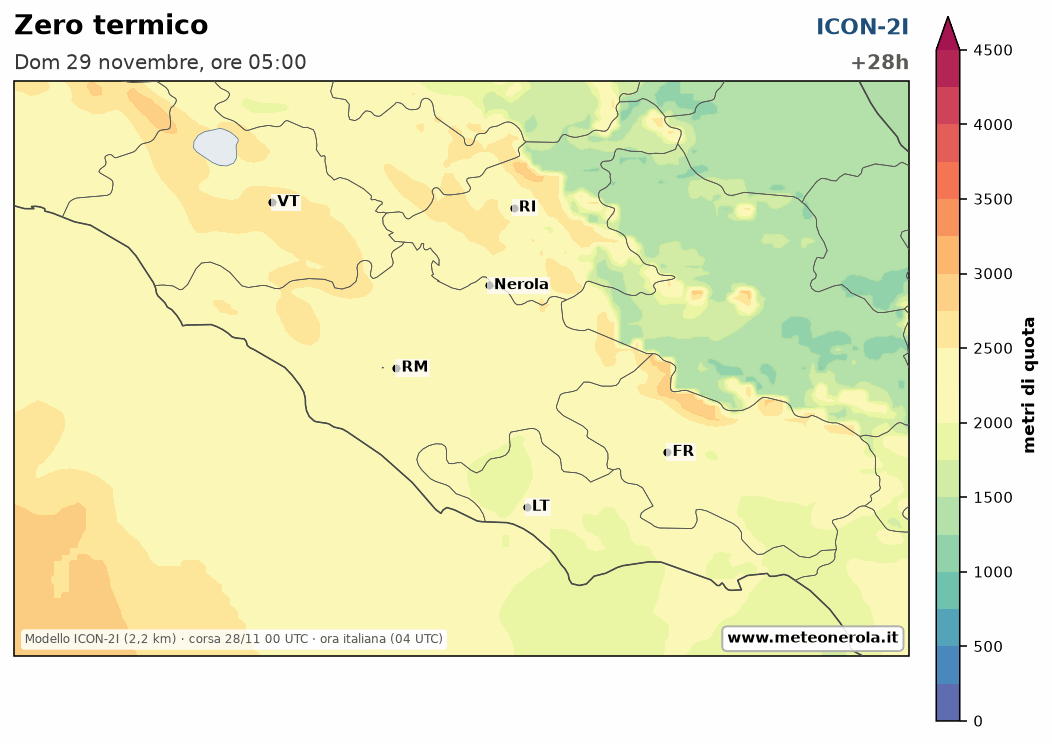 Zero termico
ICON-2I
Dom 29 novembre, ore 05:00
+28h
VT
RI
Nerola
RM
FR
LT
Modello ICON-2I (2,2 km) · corsa 28/11 00 UTC · ora italiana (04 UTC)
www.meteonerola.it
4500
4000
3500
3000
2500
2000
1500
1000
500
0
metri di quota